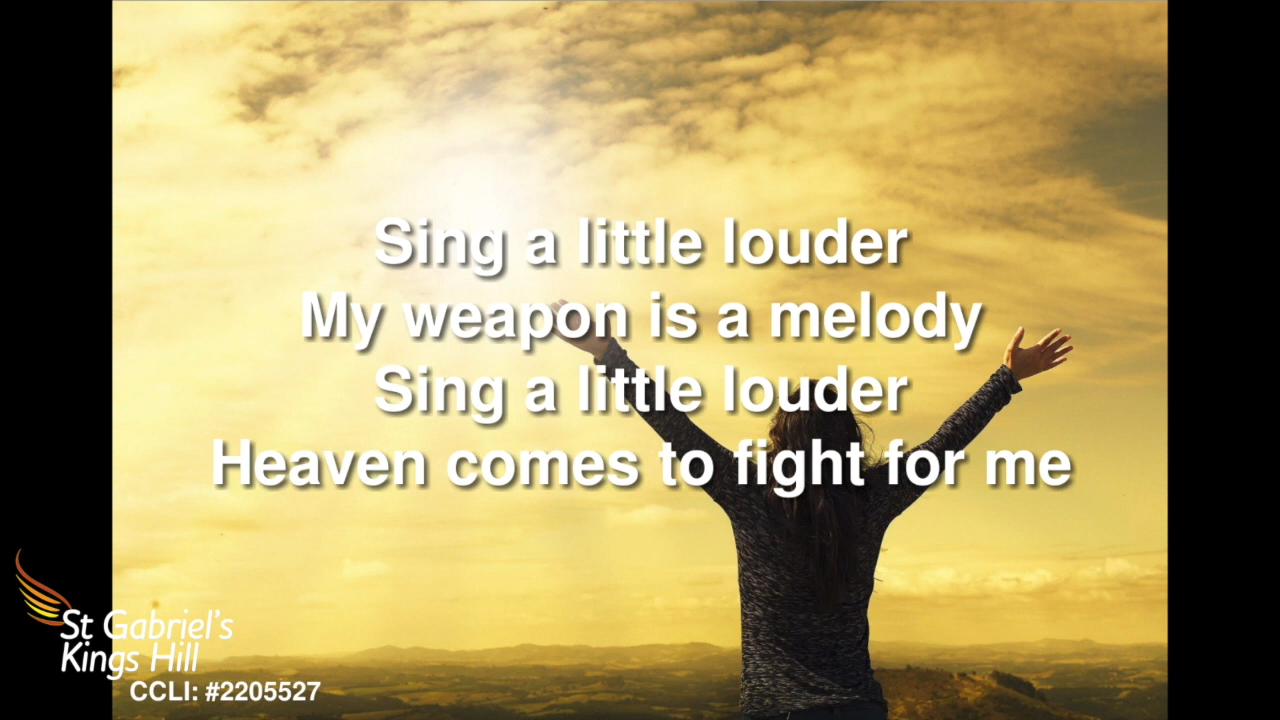 Sing a little louder
My weapon is a melody
Sing a little louder
Heaven comes to fight for me
St Gabriel's
Kings Hill
CCLI: #2205527